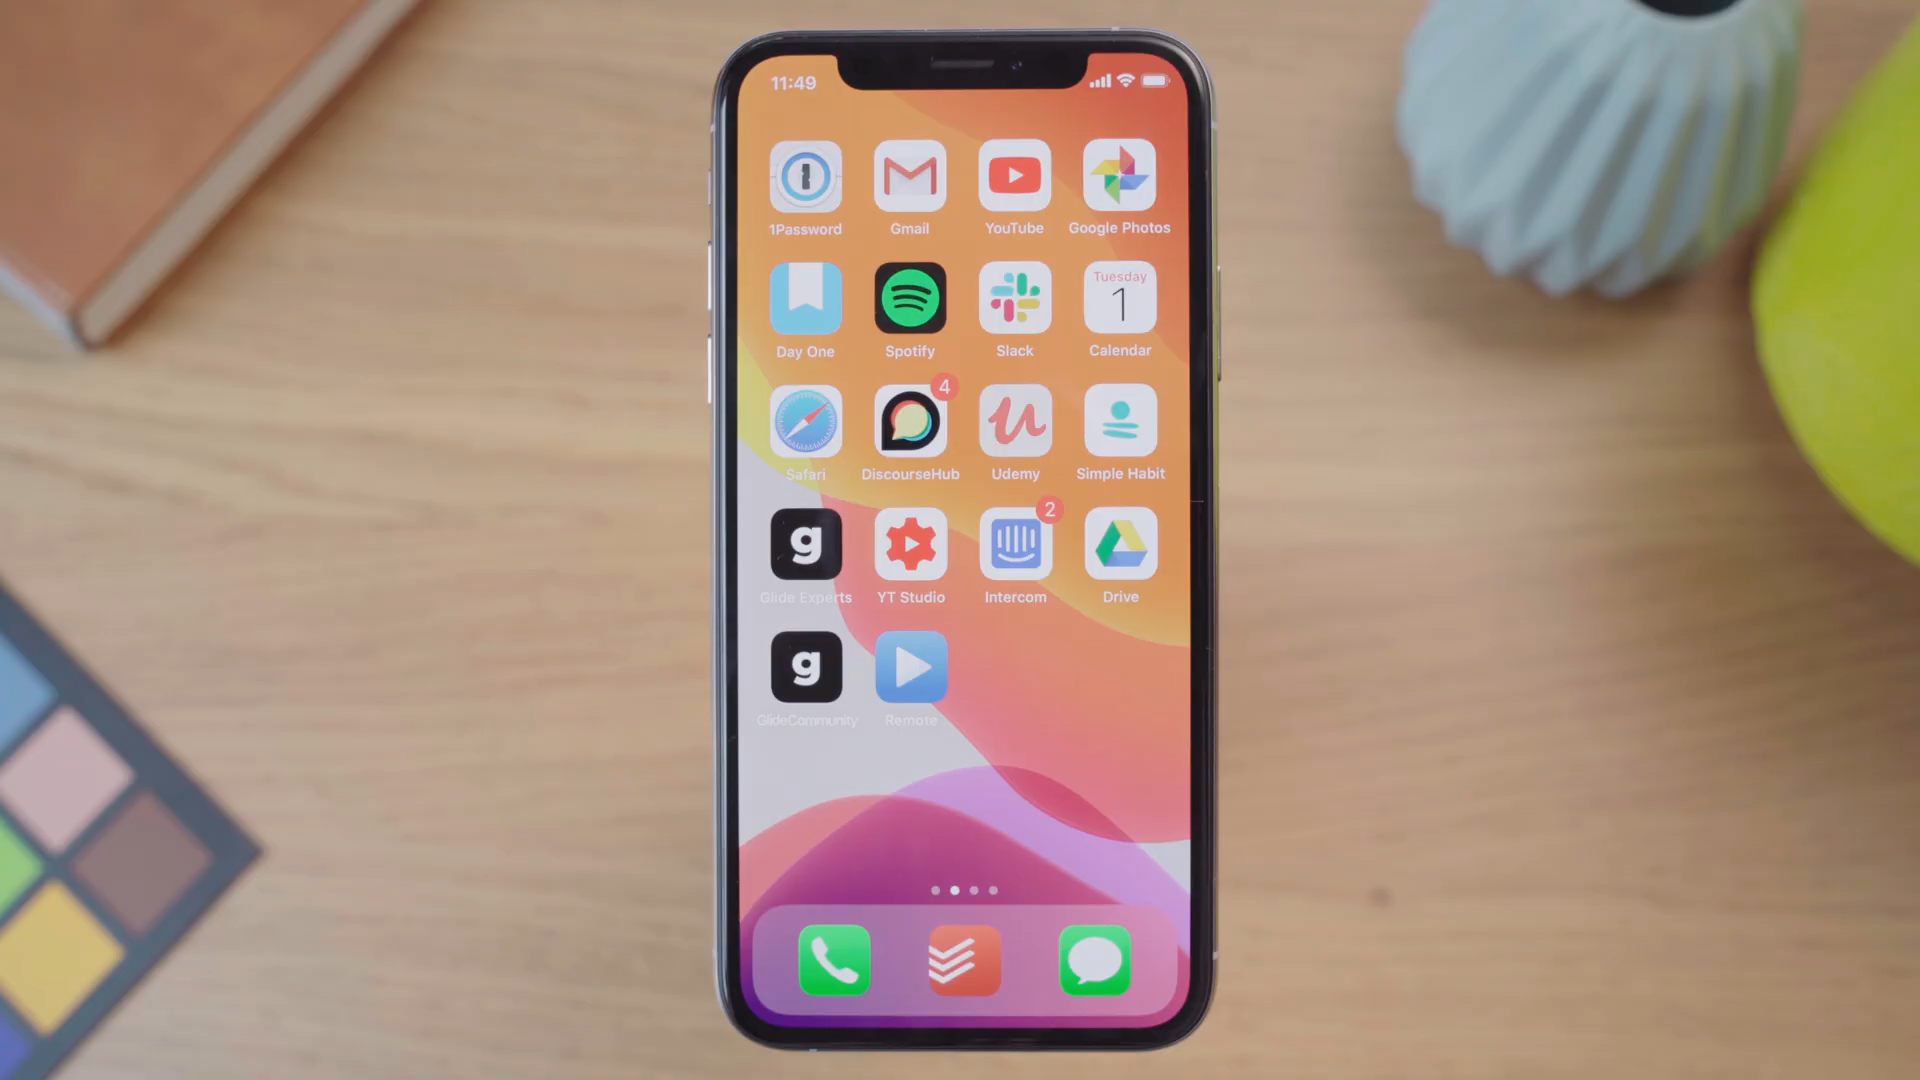 11:49
1Password Gmail YouTube Google Photos
Tuesday
1
Day One Spotify Slack Calendar
4
Safari DiscourseHub Udemy Simple Habit
2
Glide Experts YT Studio Intercom Drive
GlideCommunity Remote